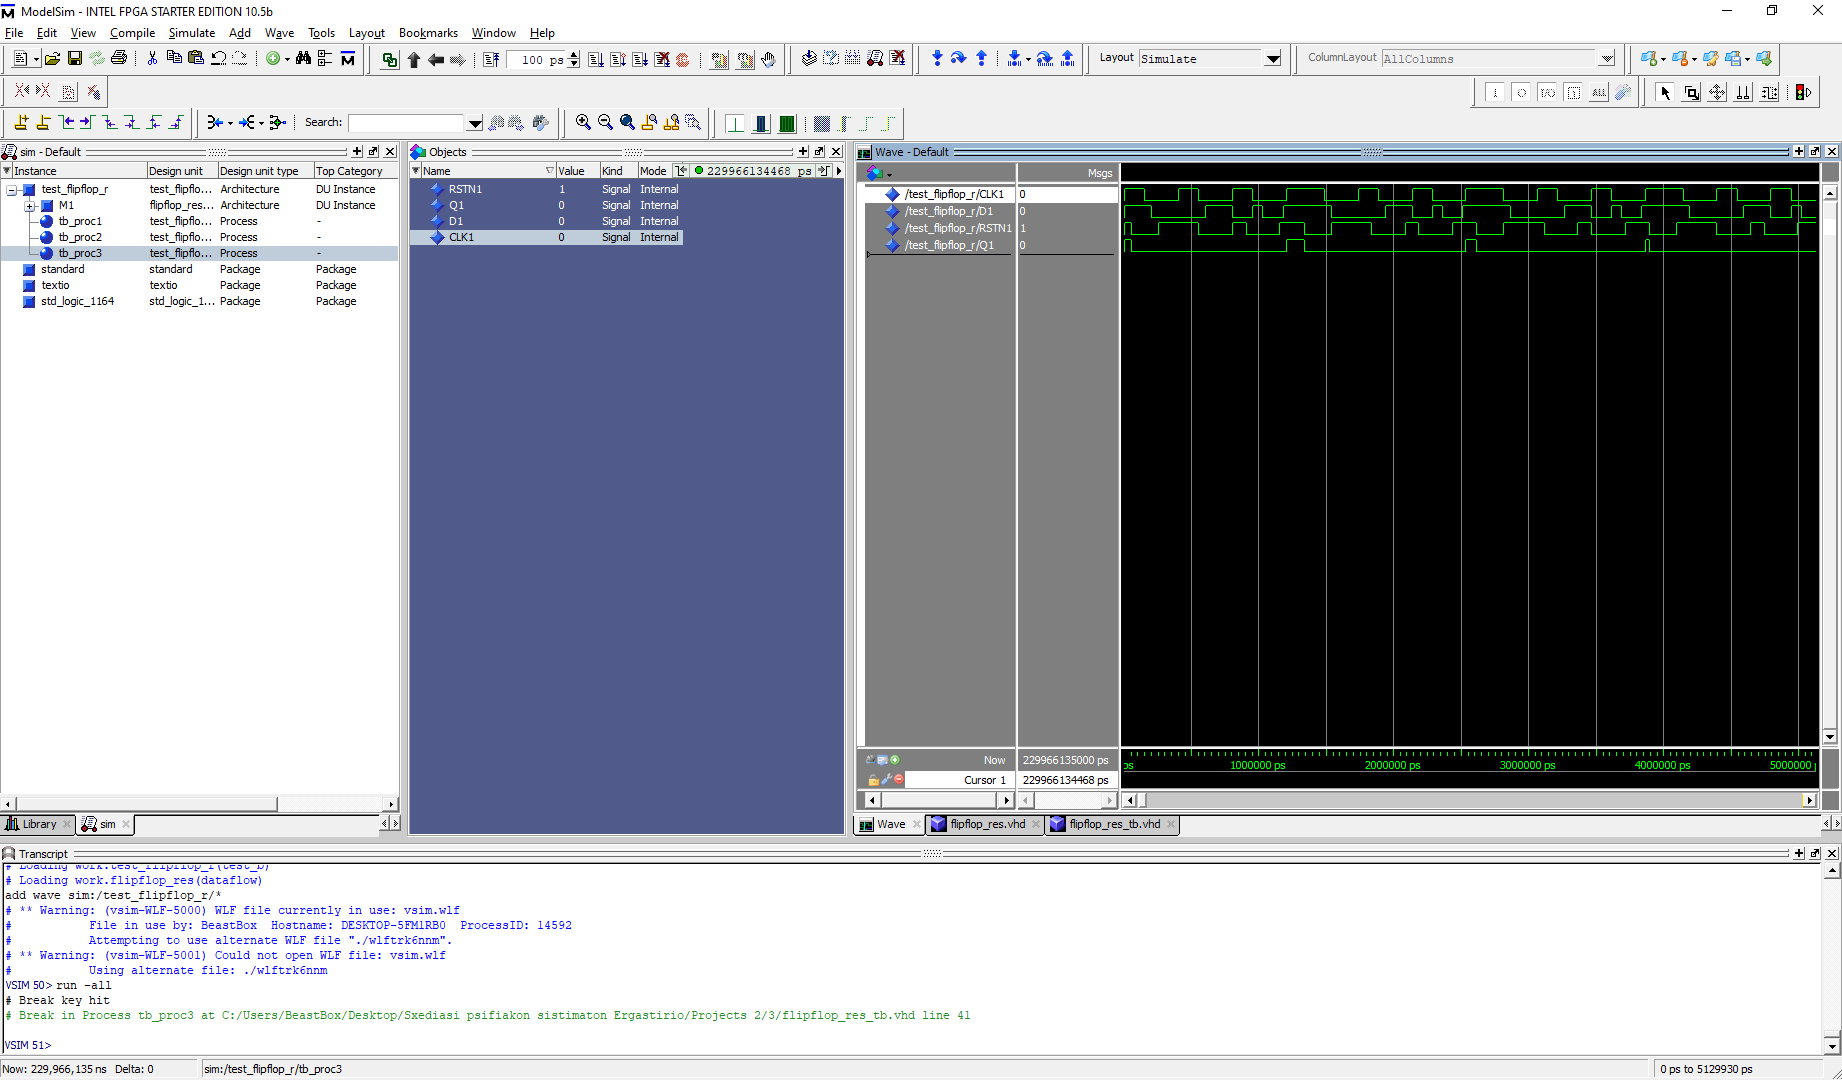 ModelSim - INTEL FPGA STARTER EDITION 10.5b
File Edit View Compile Simulate Add Wave Tools Layout Bookmarks Window Help
100 ps
Layout Simulate
ColumnLayout AllColumns
Search:
sim - Default
Instance Design unit Design unit type Top Category
test_flipflop_r test_flipflo... Architecture DU Instance
M1 flipflop_res... Architecture DU Instance
tb_proc1 test_flipflo... Process -
tb_proc2 test_flipflo... Process -
tb_proc3 test_flipflo... Process -
standard standard Package Package
textio textio Package Package
std_logic_1164 std_logic_1... Package Package
Library sim
Objects
Name Value Kind Mode 229966134468 ps
RSTN1 1 Signal Internal
Q1 0 Signal Internal
D1 0 Signal Internal
CLK1 0 Signal Internal
Wave - Default
Msgs
/test_flipflop_r/CLK1 0
/test_flipflop_r/D1 0
/test_flipflop_r/RSTN1 1
/test_flipflop_r/Q1 0
Now 229966135000 ps
Cursor 1 229966134468 ps
ps 1000000 ps 2000000 ps 3000000 ps 4000000 ps 5000000
Wave flipflop_res.vhd flipflop_res_tb.vhd
Transcript
# Loading work.test_flipflop_r(test_b)
# Loading work.flipflop_res(dataflow)
add wave sim:/test_flipflop_r/*
# ** Warning: (vsim-WLF-5000) WLF file currently in use: vsim.wlf
# File in use by: BeastBox Hostname: DESKTOP-5FM1RB0 ProcessID: 14592
# Attempting to use alternate WLF file "./wlftrk6nnm".
# ** Warning: (vsim-WLF-5001) Could not open WLF file: vsim.wlf
# Using alternate file: ./wlftrk6nnm
VSIM 50> run -all
# Break key hit
# Break in Process tb_proc3 at C:/Users/BeastBox/Desktop/Sxediasi psifiakon sistimaton Ergastirio/Projects 2/3/flipflop_res_tb.vhd line 41
VSIM 51>
Now: 229,966,135 ns Delta: 0
sim:/test_flipflop_r/tb_proc3
0 ps to 5129930 ps